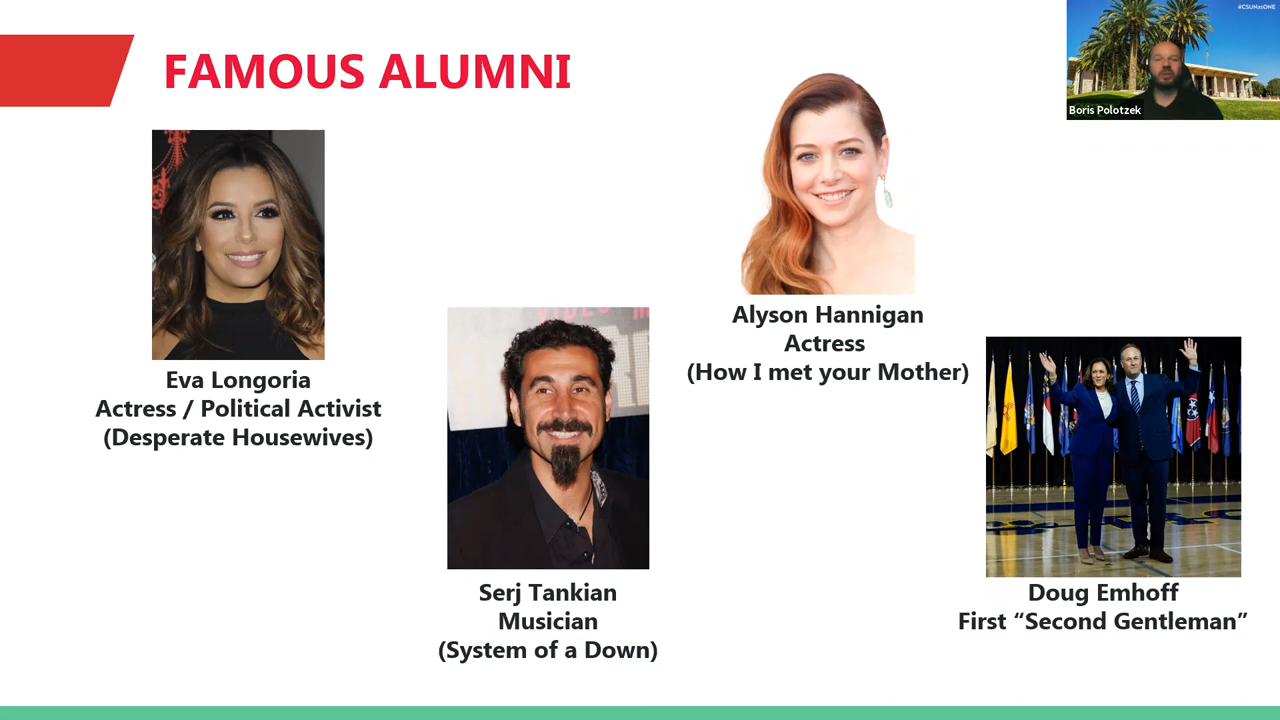 FAMOUS ALUMNI
#CSUNasONE
Boris Polotzek
Eva Longoria
Actress / Political Activist
(Desperate Housewives)
Serj Tankian
Musician
(System of a Down)
Alyson Hannigan
Actress
(How I met your Mother)
Doug Emhoff
First “Second Gentleman”